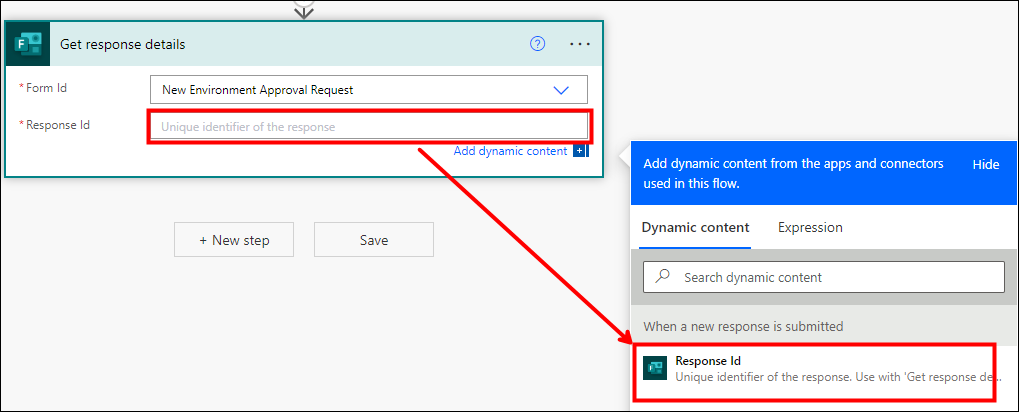 Get response details
* Form Id
New Environment Approval Request
* Response Id
Unique identifier of the response
Add dynamic content
+ New step
Save
Add dynamic content from the apps and connectors
used in this flow.
Hide
Dynamic content
Expression
Search dynamic content
When a new response is submitted
Response Id
Unique identifier of the response. Use with 'Get response de...